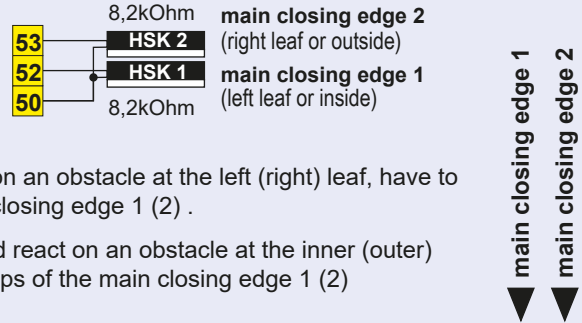 8,2kOhm
main closing edge 2
53
HSK 2
(right leaf or outside)
52
HSK 1
main closing edge 1
50
8,2kOhm
(left leaf or inside)
on an obstacle at the left (right) leaf, have to
closing edge 1 (2) .
d react on an obstacle at the inner (outer)
ps of the main closing edge 1 (2)
main closing edge 1
main closing edge 2